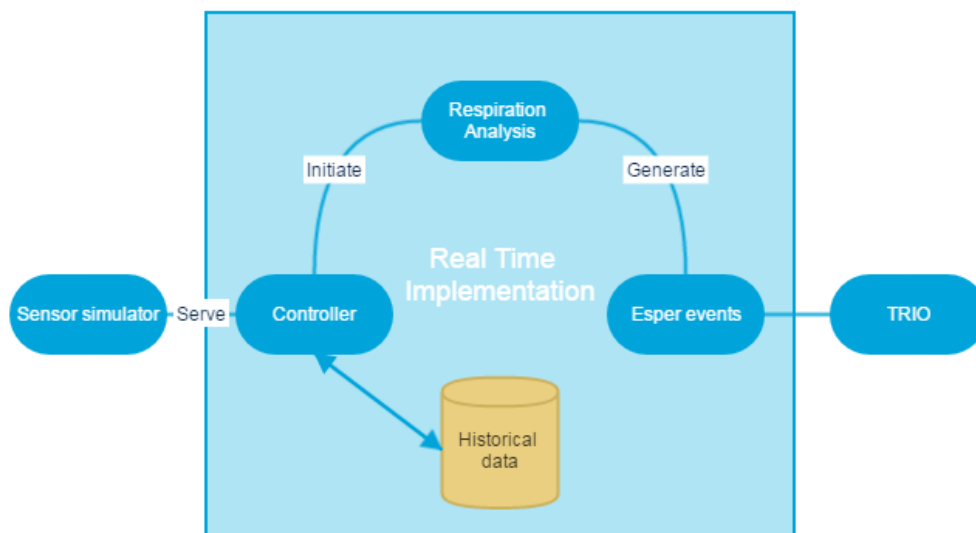 Respiration
Analysis
Initiate
Generate
Real Time
Implementation
Sensor simulator
Serve
Controller
Esper events
TRIO
Historical
data